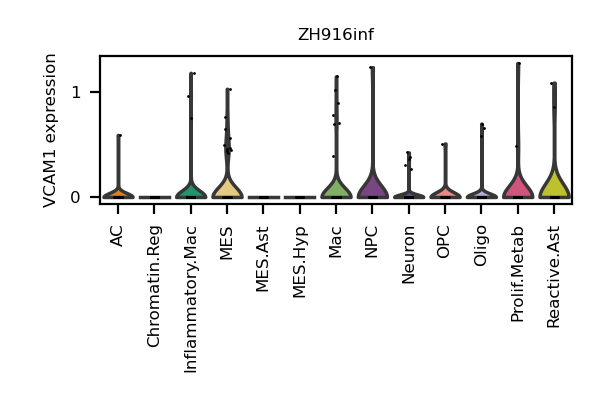 ZH916inf
VCAM1 expression
1
0
AC
Chromatin.Reg
Inflammatory.Mac
MES
MES.Ast
MES.Hyp
Mac
NPC
Neuron
OPC
Oligo
Prolif.Metab
Reactive.Ast